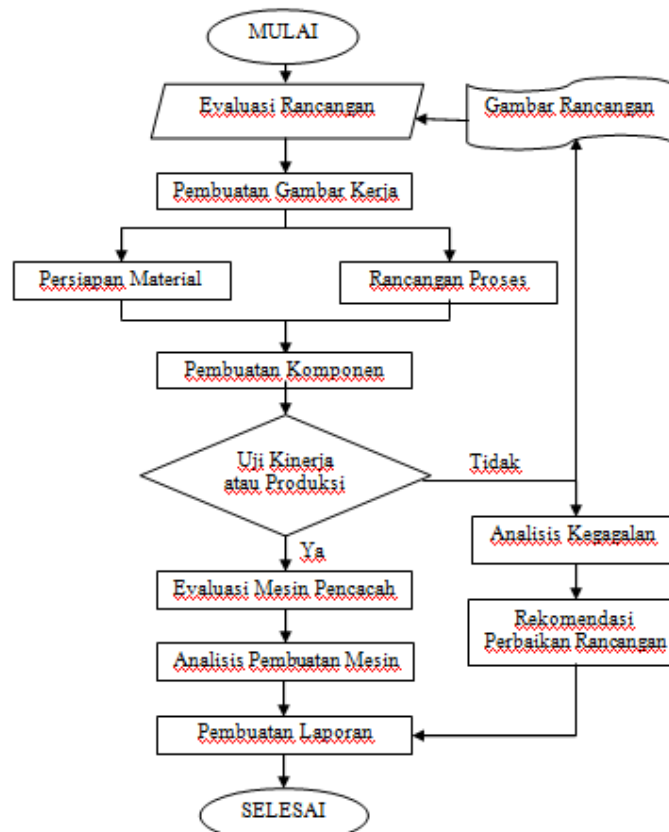 MULAI
Evaluasi Rancangan
Gambar Rancangan
Pembuatan Gambar Kerja
Persiapan Material
Rancangan Proses
Pembuatan Komponen
Uji Kinerja
atau Produksi
Tidak
Ya
Analisis Kegagalan
Evaluasi Mesin Pencacah
Rekomendasi
Perbaikan Rancangan
Analisis Pembuatan Mesin
Pembuatan Laporan
SELESAI